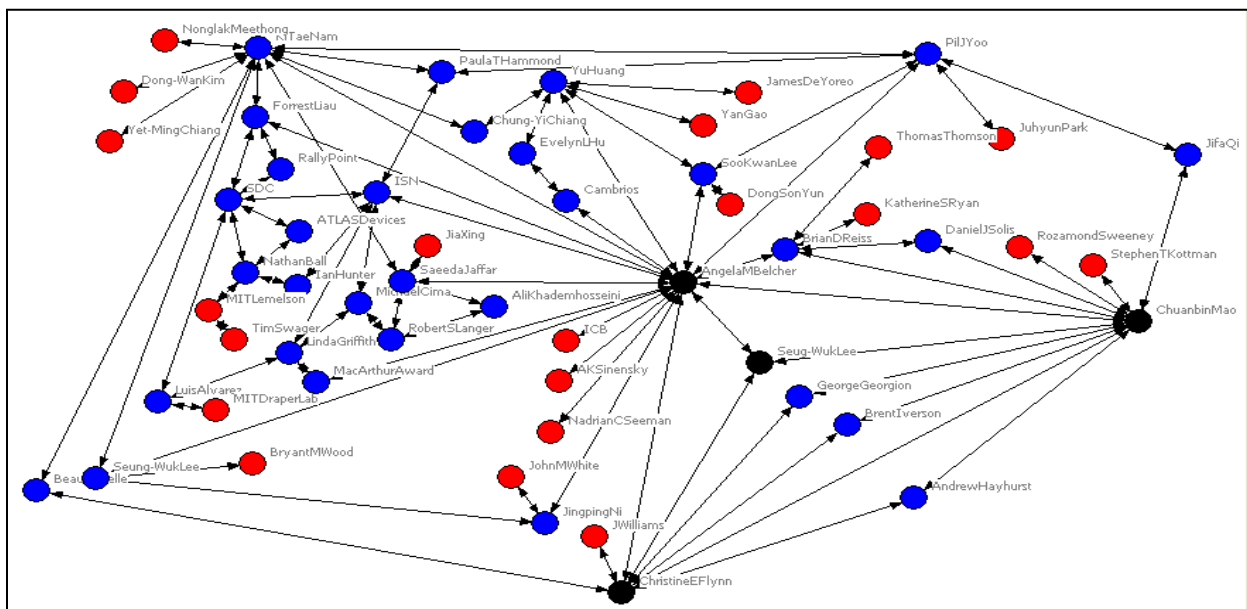 NonglakMeethong
KiTaeNam
PilJYoo
PaulaTHammond
Dong-WanKim
YuHuang
JamesDeYoreo
ForrestLiau
Yet-MingChiang
Chung-YiChiang
YanGao
ThomasThomson
JuhyunPark
EvelynLHu
JifaQi
RallyPoint
SooKwanLee
ISN
SDC
Cambrios
DongSonYun
KatherineSRyan
ATLASDevices
JiaXing
BrianDReiss
DanielJSolis
RozamondSweeney
StephenTKottman
NathanBall
IanHunter
SaeedaJaffar
AngelaMBelcher
MITLemelson
MichaelCima
AliKhademhosseini
ChuanbinMao
TimSwager
LindaGriffith
RobertSLanger
ICB
MacArthurAward
Seug-WukLee
AKSinensky
LuisAlvarez
MITDraperLab
GeorgeGeorgion
NadrianCSeeman
BrentIverson
BryantMWood
Seung-WukLee
JohnMWhite
AndrewHayhurst
JingpingNi
JWilliams
ChristineEFlynn